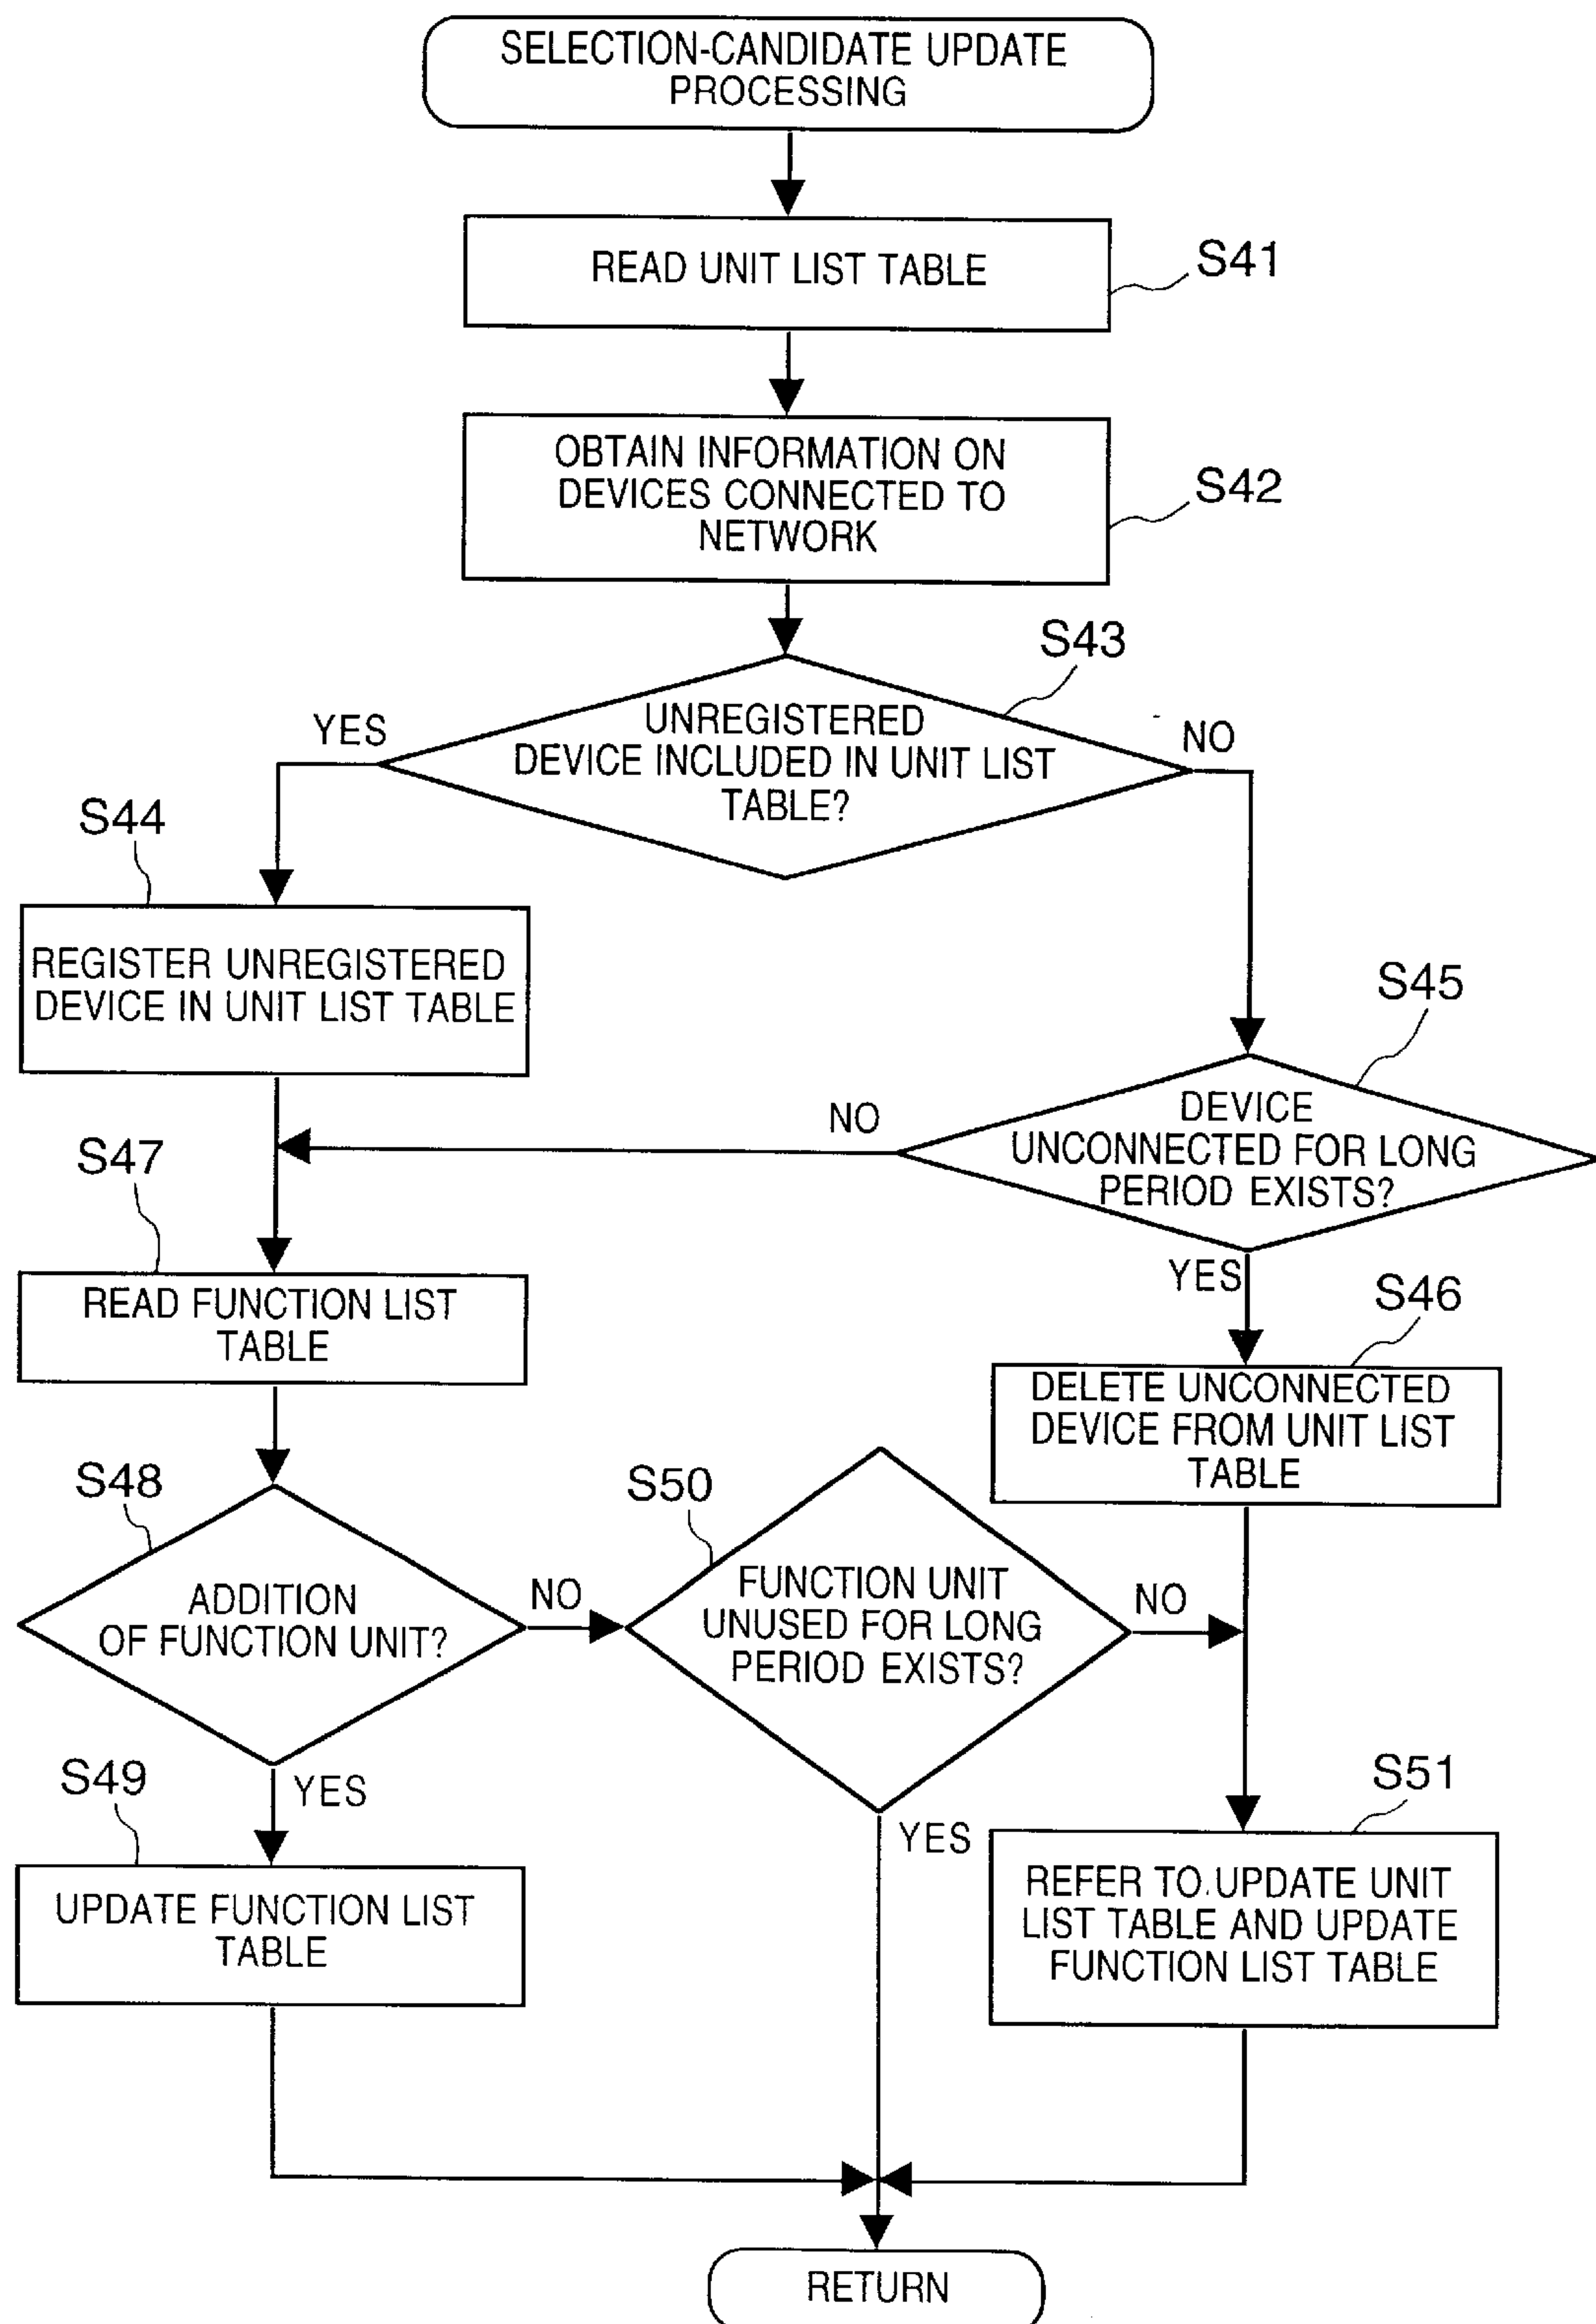 SELECTION-CANDIDATE UPDATE
PROCESSING
READ UNIT LIST TABLE
S41
OBTAIN INFORMATION ON
DEVICES CONNECTED TO
NETWORK
S42
S43
UNREGISTERED
DEVICE INCLUDED IN UNIT LIST
TABLE?
YES
NO
S44
REGISTER UNREGISTERED
DEVICE IN UNIT LIST TABLE
S45
DEVICE
UNCONNECTED FOR LONG
PERIOD EXISTS?
NO
YES
S47
READ FUNCTION LIST
TABLE
S46
DELETE UNCONNECTED
DEVICE FROM UNIT LIST
TABLE
S48
ADDITION
OF FUNCTION UNIT?
NO
YES
S50
FUNCTION UNIT
UNUSED FOR LONG
PERIOD EXISTS?
NO
YES
S49
UPDATE FUNCTION LIST
TABLE
S51
REFER TO UPDATE UNIT
LIST TABLE AND UPDATE
FUNCTION LIST TABLE
RETURN